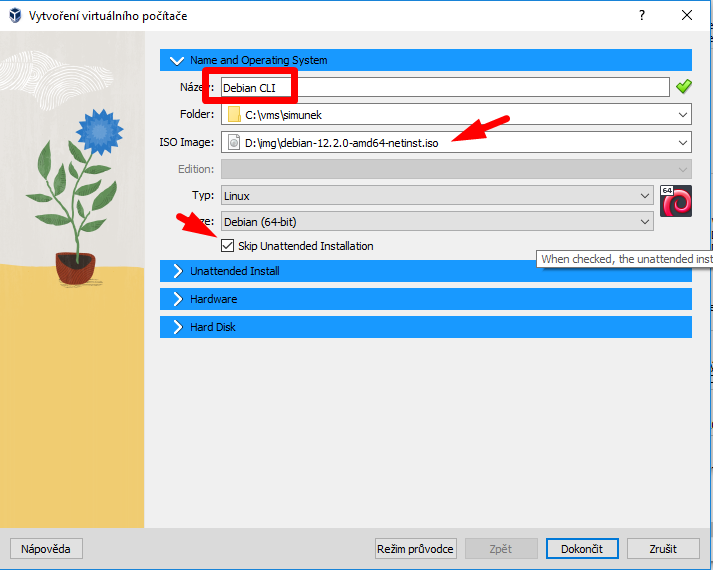 Vytvoření virtuálního počítače
Name and Operating System
Název: Debian CLI
Folder: C:\vms\simunek
ISO Image: D:\img\debian-12.2.0-amd64-netinst.iso
Edition:
Typ: Linux
64
ze: Debian (64-bit)
Skip Unattended Installation
When checked, the unattended inst
Unattended Install
Hardware
Hard Disk
Nápověda
Režim průvodce
Zpět
Dokončit
Zrušit